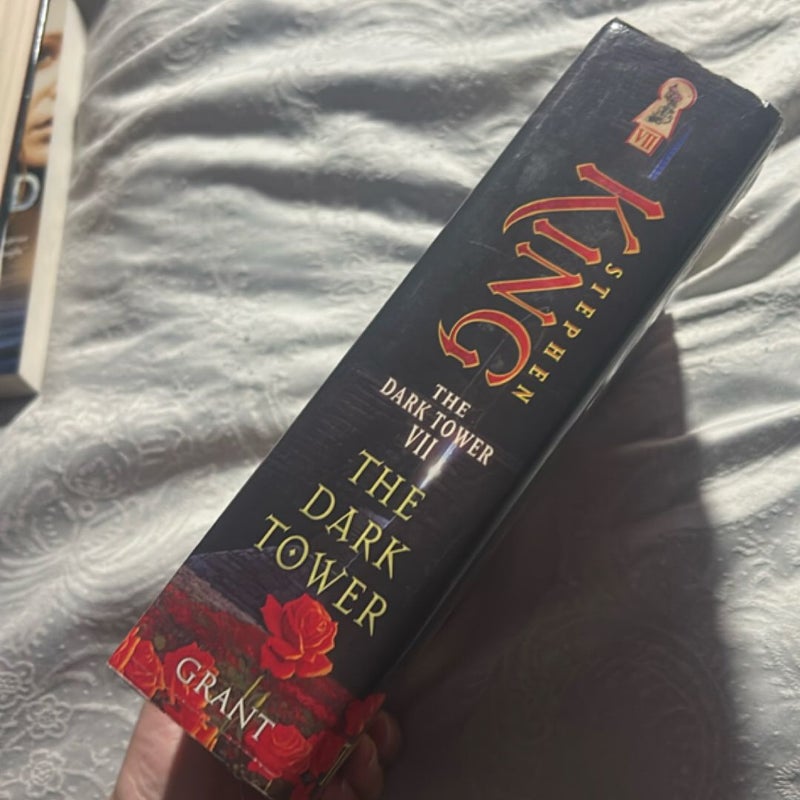 VII
KING
STEPHEN
THE
DARK TOWER
VII
THE
DARK
TOWER
GRANT
D